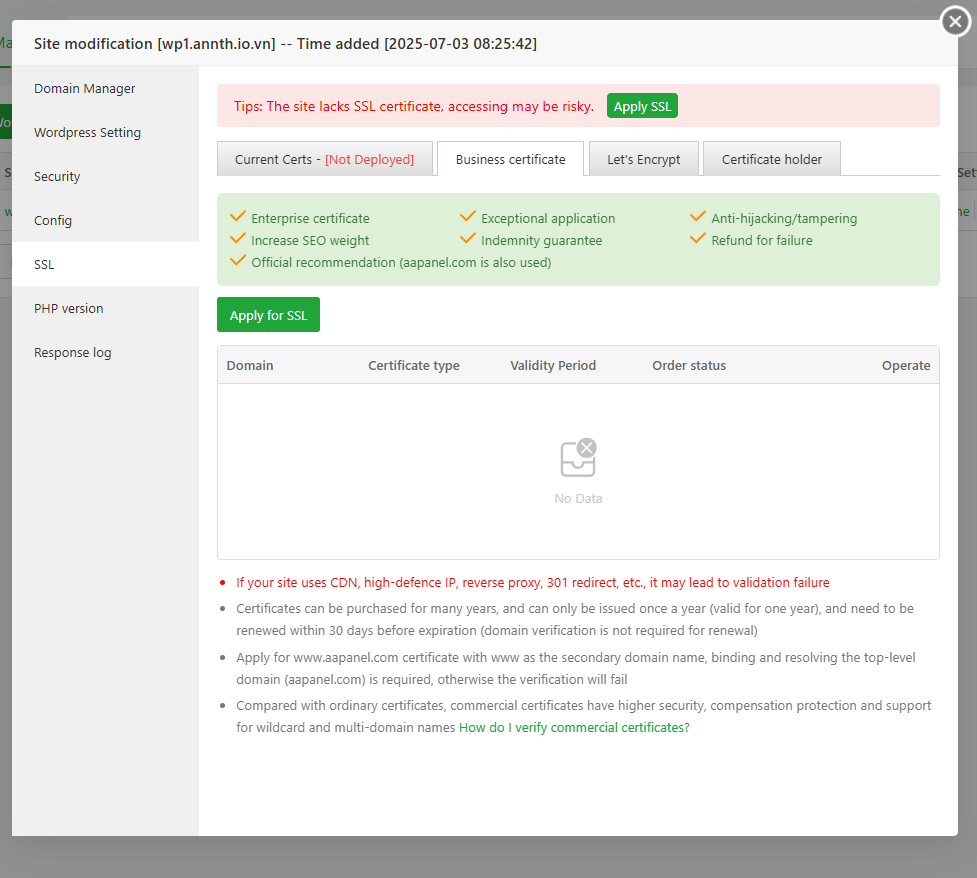 Site modification [wp1.annth.io.vn] -- Time added [2025-07-03 08:25:42]
Domain Manager
Wordpress Setting
Security
Config
SSL
PHP version
Response log
Tips: The site lacks SSL certificate, accessing may be risky. Apply SSL
Current Certs - [Not Deployed] Business certificate Let's Encrypt Certificate holder
Enterprise certificate Exceptional application Anti-hijacking/tampering
Increase SEO weight Indemnity guarantee Refund for failure
Official recommendation (aapanel.com is also used)
Apply for SSL
Domain Certificate type Validity Period Order status Operate
No Data
If your site uses CDN, high-defence IP, reverse proxy, 301 redirect, etc., it may lead to validation failure
Certificates can be purchased for many years, and can only be issued once a year (valid for one year), and need to be
renewed within 30 days before expiration (domain verification is not required for renewal)
Apply for www.aapanel.com certificate with www as the secondary domain name, binding and resolving the top-level
domain (aapanel.com) is required, otherwise the verification will fail
Compared with ordinary certificates, commercial certificates have higher security, compensation protection and support
for wildcard and multi-domain names How do I verify commercial certificates?